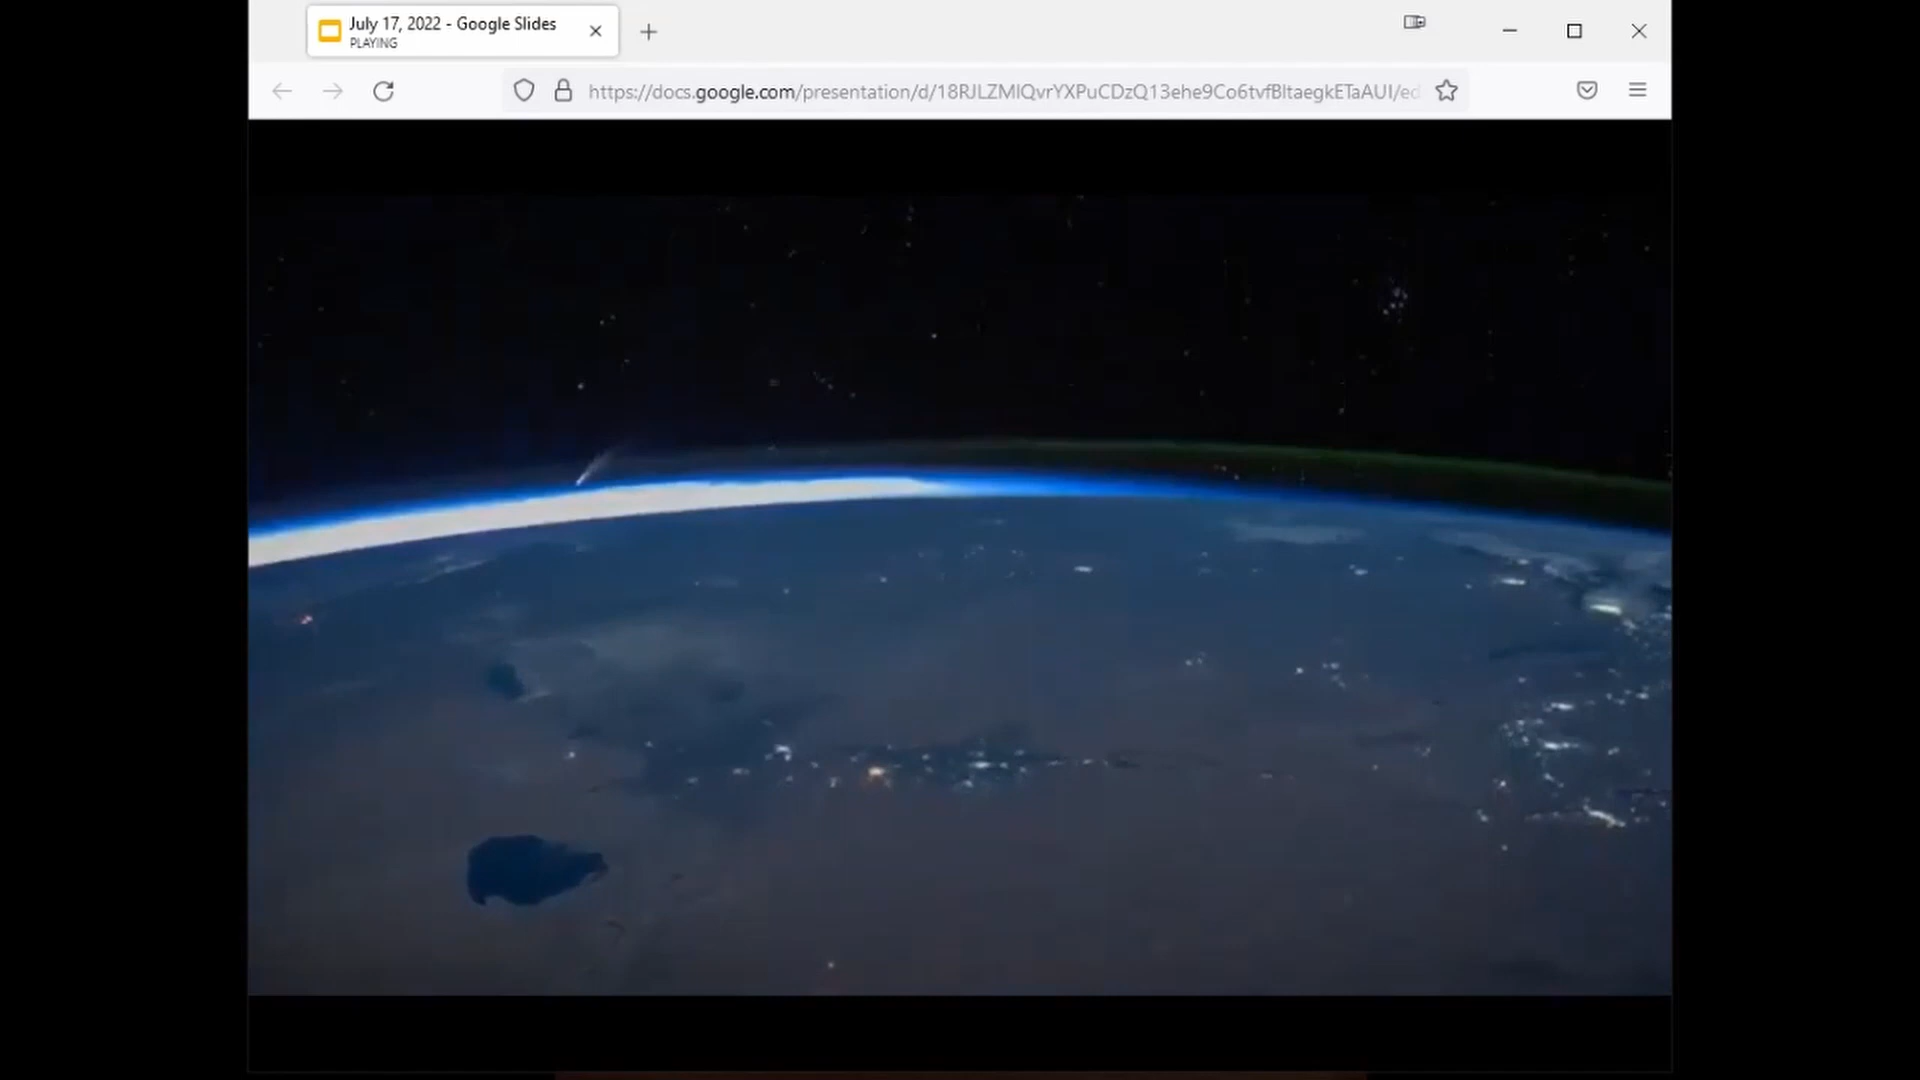 July 17, 2022 - Google Slides
PLAYING
https://docs.google.com/presentation/d/18RJLZMIQvrYXPuCDzQ13ehe9Co6tvfBltaegkETaAUI/ed